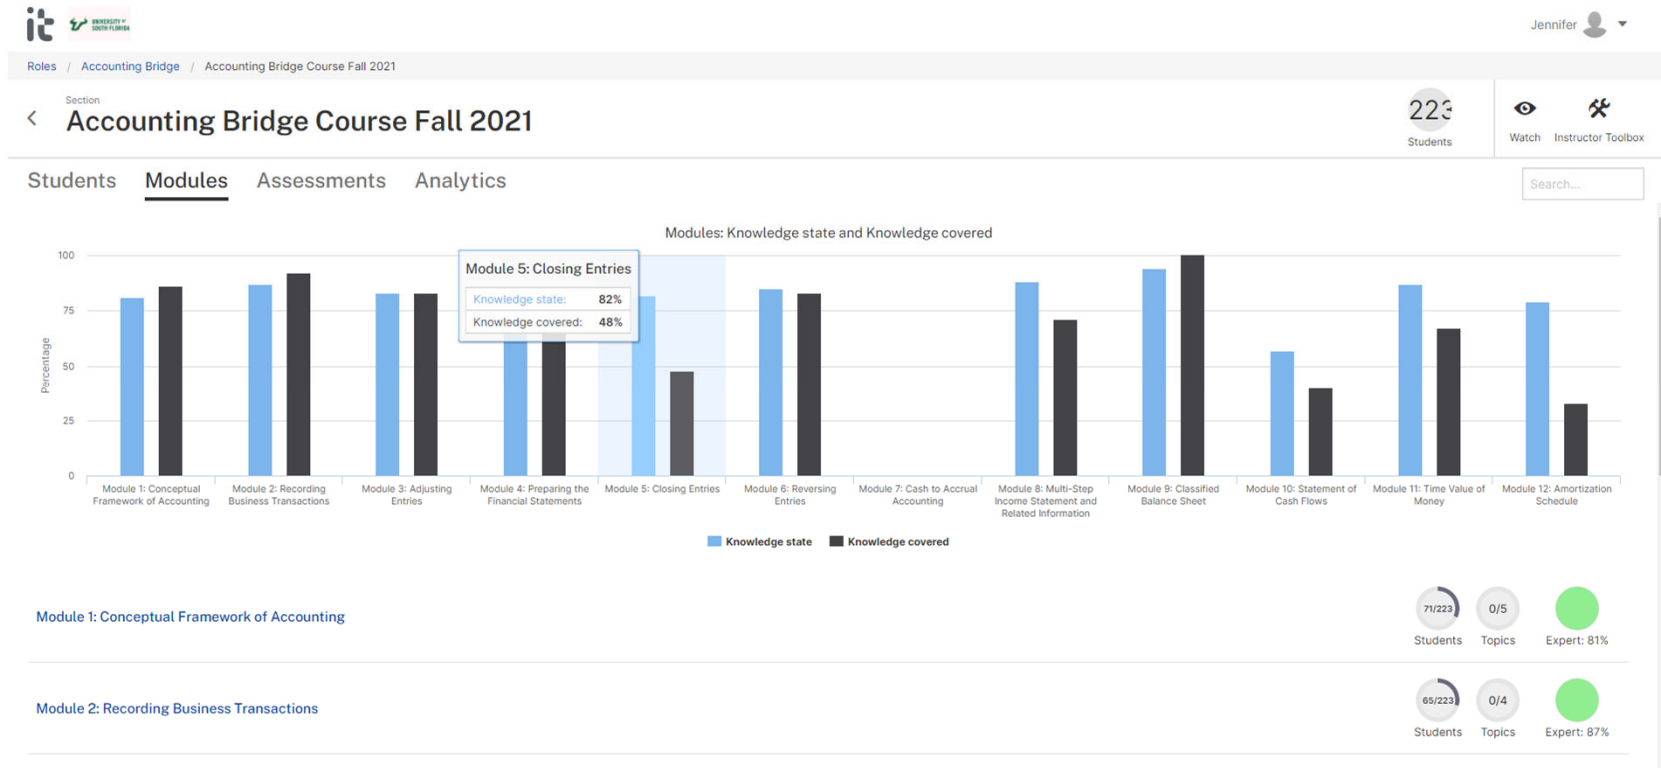 it UNIVERSITY of
SOUTH FLORIDA
Jennifer
Roles / Accounting Bridge / Accounting Bridge Course Fall 2021
Section
Accounting Bridge Course Fall 2021
223
Students
Watch
Instructor Toolbox
Students Modules Assessments Analytics
Search...
Modules: Knowledge state and Knowledge covered
Percentage
100
75
50
25
0
Module 5: Closing Entries
Knowledge state: 82%
Knowledge covered: 48%
Module 1: Conceptual
Framework of Accounting
Module 2: Recording
Business Transactions
Module 3: Adjusting
Entries
Module 4: Preparing the
Financial Statements
Module 5: Closing Entries
Module 6: Reversing
Entries
Module 7: Cash to Accrual
Accounting
Module 8: Multi-Step
Income Statement and
Related Information
Module 9: Classified
Balance Sheet
Module 10: Statement of
Cash Flows
Module 11: Time Value of
Money
Module 12: Amortization
Schedule
Knowledge state Knowledge covered
Module 1: Conceptual Framework of Accounting
71/223
Students
0/5
Topics
Expert: 81%
Module 2: Recording Business Transactions
65/223
Students
0/4
Topics
Expert: 87%